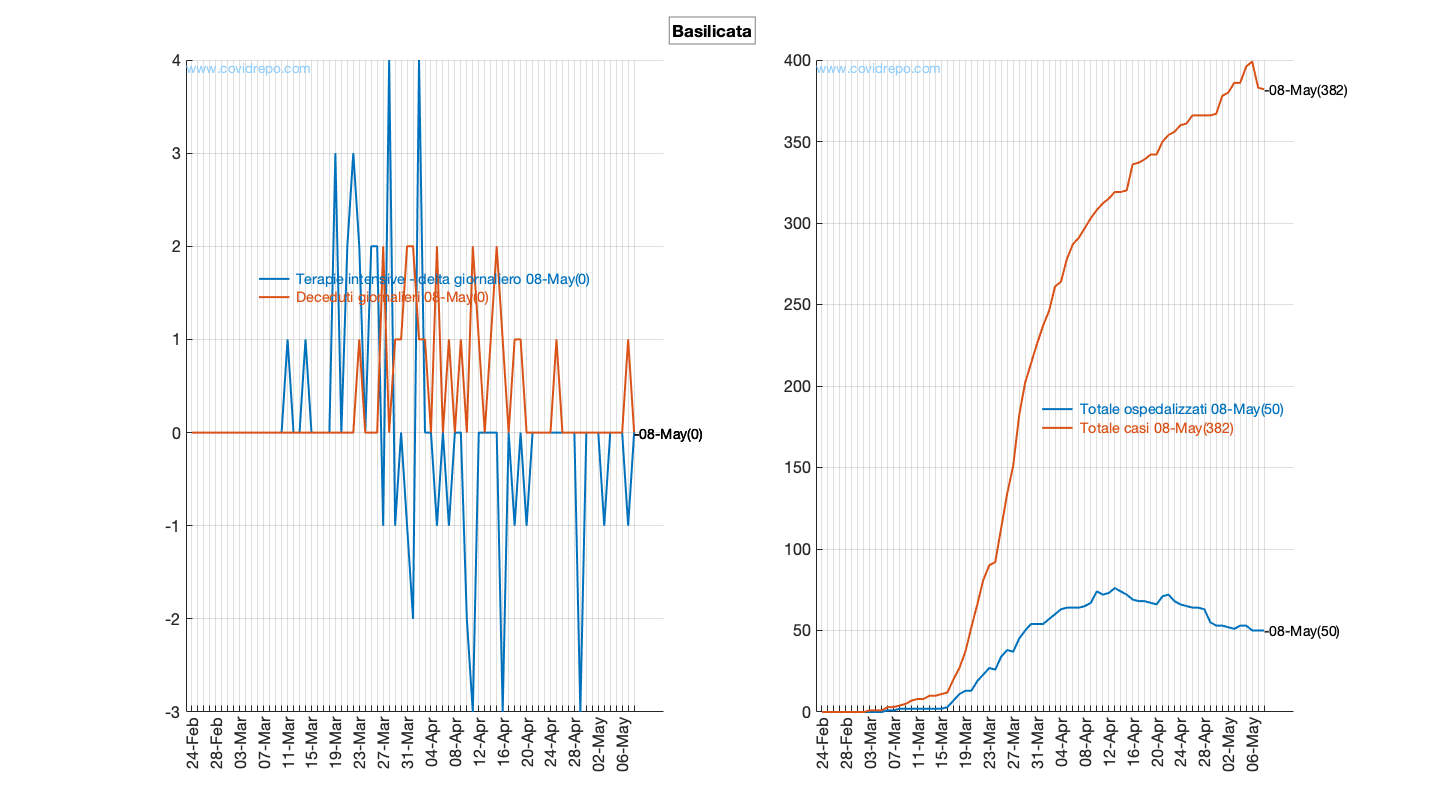 Basilicata
www.covidrepo.com
4
3
2
1
0
-1
-2
-3
Terapie intensive - delta giornaliero 08-May(0)
Deceduti giornalieri 08-May(0)
-08-May(0)
24-Feb
28-Feb
03-Mar
07-Mar
11-Mar
15-Mar
19-Mar
23-Mar
27-Mar
31-Mar
04-Apr
08-Apr
12-Apr
16-Apr
20-Apr
24-Apr
28-Apr
02-May
06-May
www.covidrepo.com
400
350
300
250
200
150
100
50
0
-08-May(382)
Totale ospedalizzati 08-May(50)
Totale casi 08-May(382)
-08-May(50)
24-Feb
28-Feb
03-Mar
07-Mar
11-Mar
15-Mar
19-Mar
23-Mar
27-Mar
31-Mar
04-Apr
08-Apr
12-Apr
16-Apr
20-Apr
24-Apr
28-Apr
02-May
06-May